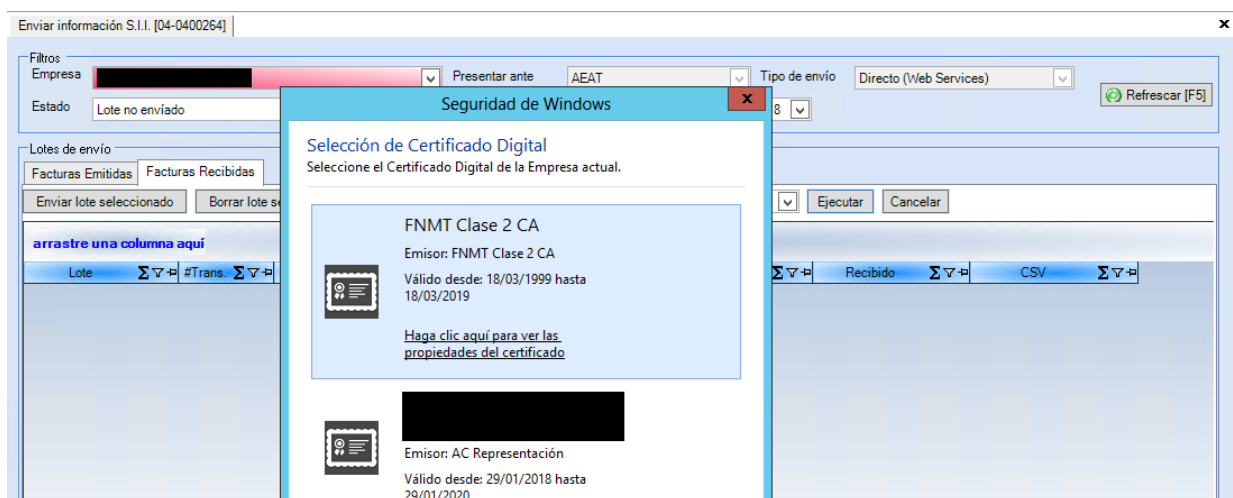 Enviar información S.I.I. [04-0400264]
Filtros
Empresa
Presentar ante AEAT
Tipo de envío Directo (Web Services)
Refrescar [F5]
Estado Lote no envíado
8
Seguridad de Windows
Selección de Certificado Digital
Seleccione el Certificado Digital de la Empresa actual.
Lotes de envío
Facturas Emitidas Facturas Recibidas
Enviar lote seleccionado Borrar lote se
Ejecutar Cancelar
arrastre una columna aquí
Lote #Trans. Recibido CSV
FNMT Clase 2 CA
Emisor: FNMT Clase 2 CA
Válido desde: 18/03/1999 hasta
18/03/2019
Haga clic aquí para ver las
propiedades del certificado
Emisor: AC Representación
Válido desde: 29/01/2018 hasta
29/01/2020